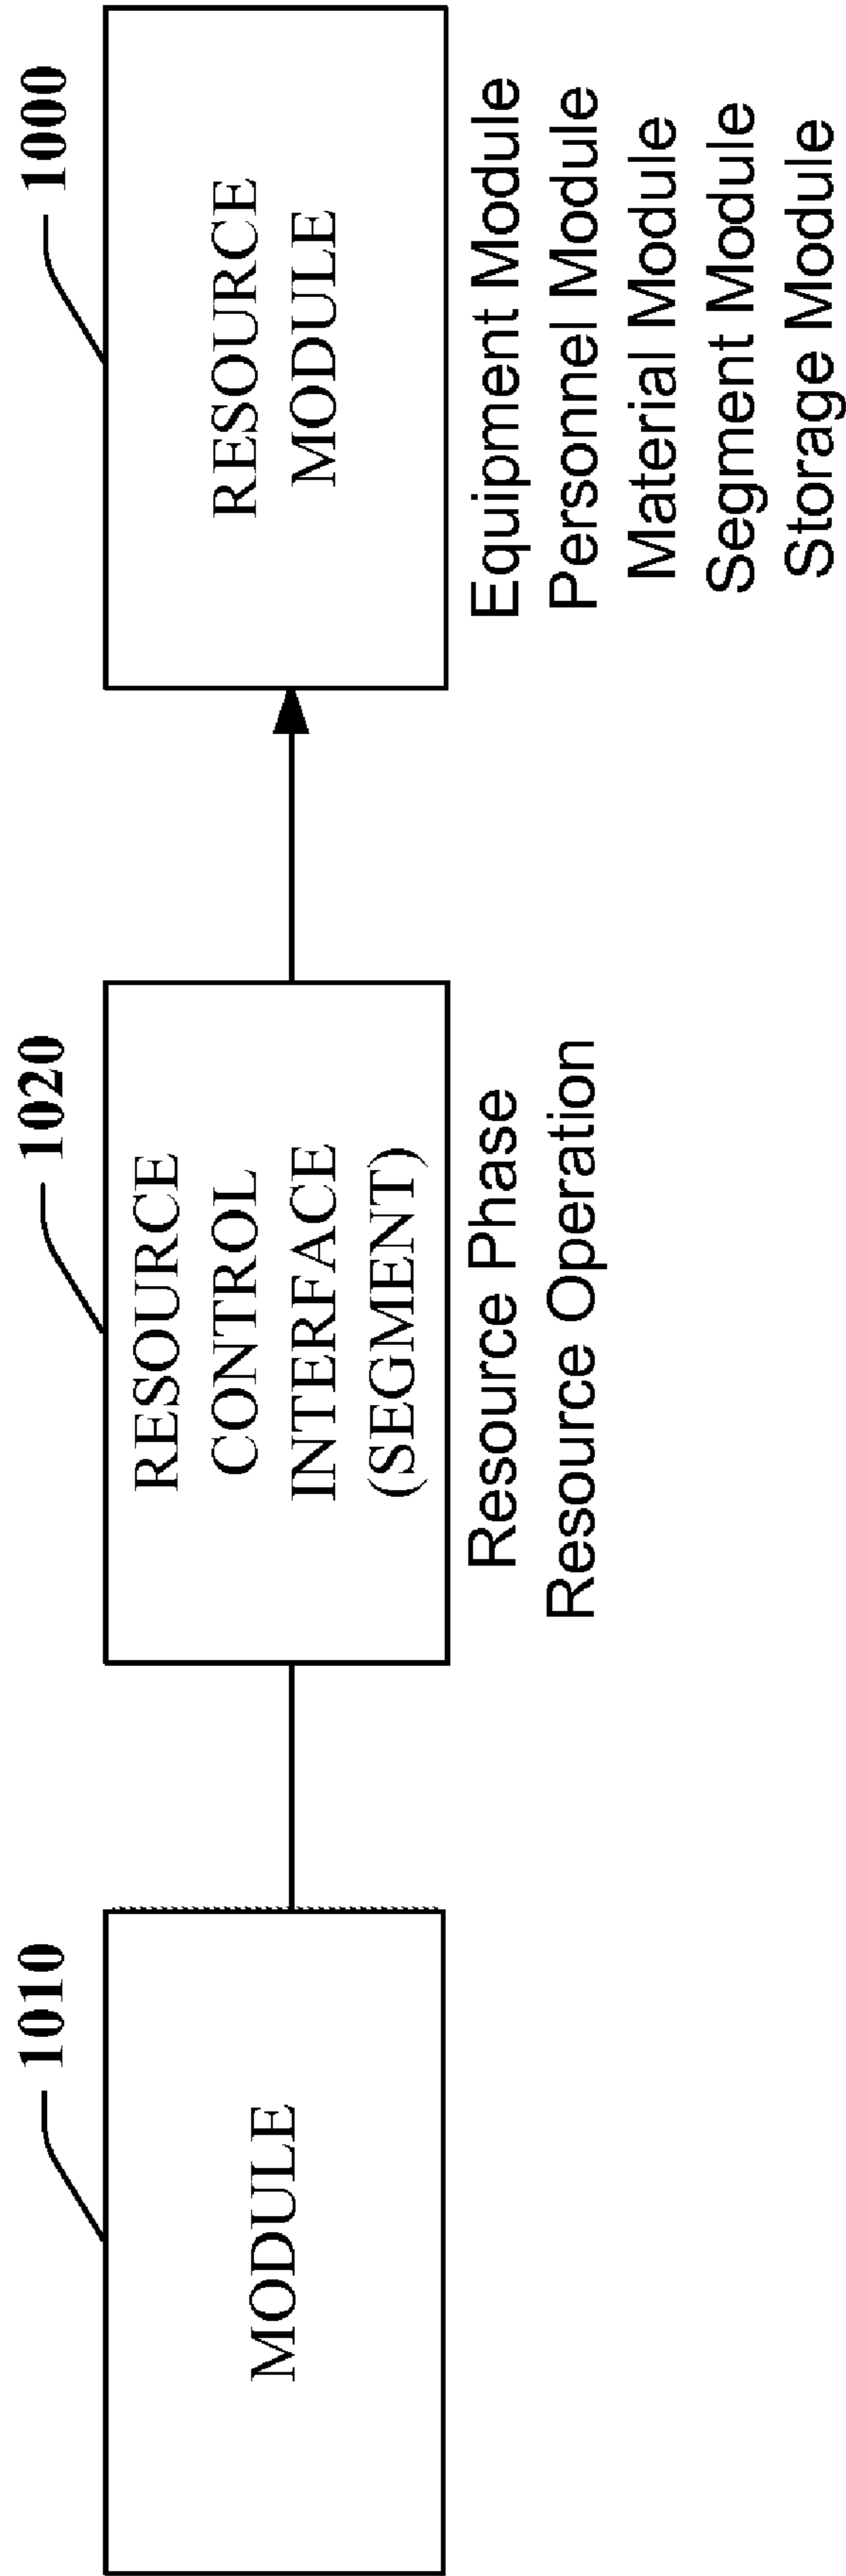 1010
MODULE
1020
RESOURCE
CONTROL
INTERFACE
(SEGMENT)
Resource Phase
Resource Operation
1000
RESOURCE
MODULE
Equipment Module
Personnel Module
Material Module
Segment Module
Storage Module